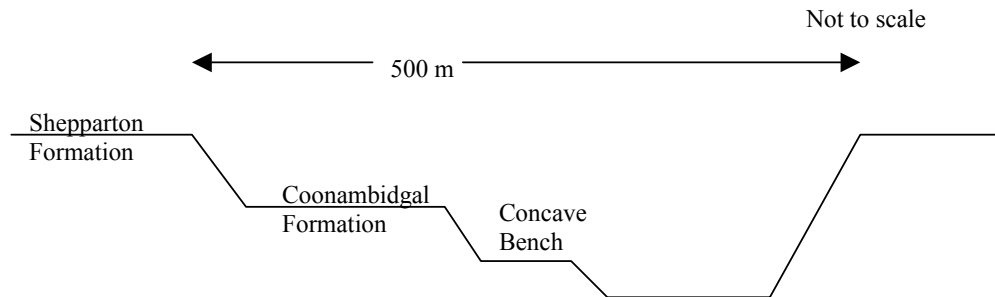 Not to scale
500 m
Shepparton
Formation
Coonambidgal
Formation
Concave
Bench